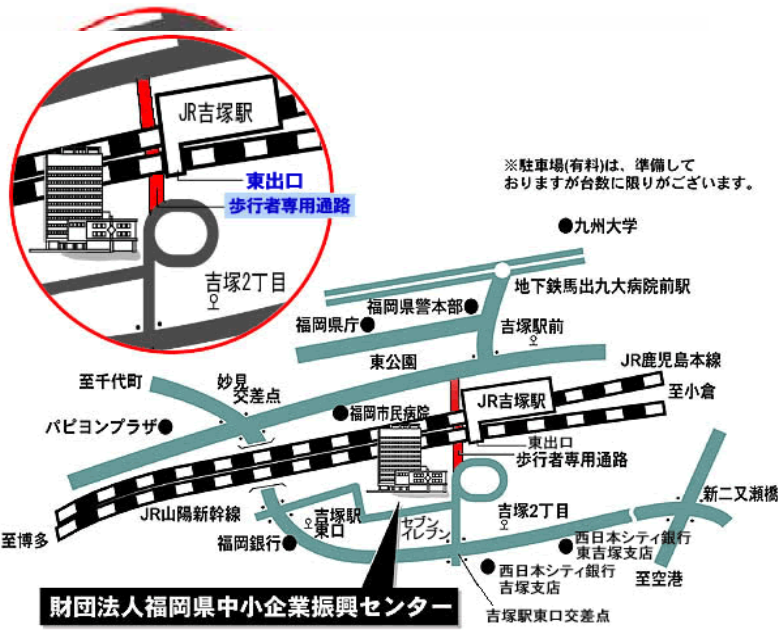 JR吉塚駅
東出口
歩行者専用通路
吉塚2丁目
※駐車場(有料)は、準備して
おりますが台数に限りがございます。
九州大学
地下鉄馬出九大病院前駅
福岡県警本部
福岡県庁
吉塚駅前
東公園
JR鹿児島本線
至千代町
妙見
交差点
至小倉
JR吉塚駅
福岡市民病院
パピヨンプラザ
東出口
歩行者専用通路
新二又瀬橋
JR山陽新幹線
吉塚駅
東口
セブン
イレブン
吉塚2丁目
至博多
福岡銀行
西日本シティ銀行
東吉塚支店
西日本シティ銀行
吉塚支店
至空港
財団法人福岡県中小企業振興センター
吉塚駅東口交差点